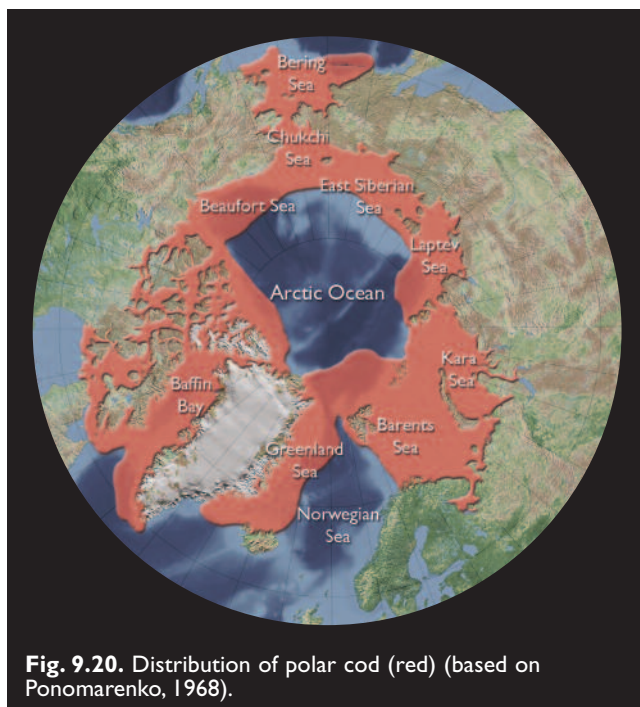 Bering
Sea
Chukchi
Sea
East Siberian
Sea
Beaufort Sea
Laptev
Sea
Arctic Ocean
Kara
Sea
Baffin
Bay
Barents
Sea
Greenland
Sea
Norwegian
Sea
Fig. 9.20. Distribution of polar cod (red) (based on
Ponomarenko, 1968).